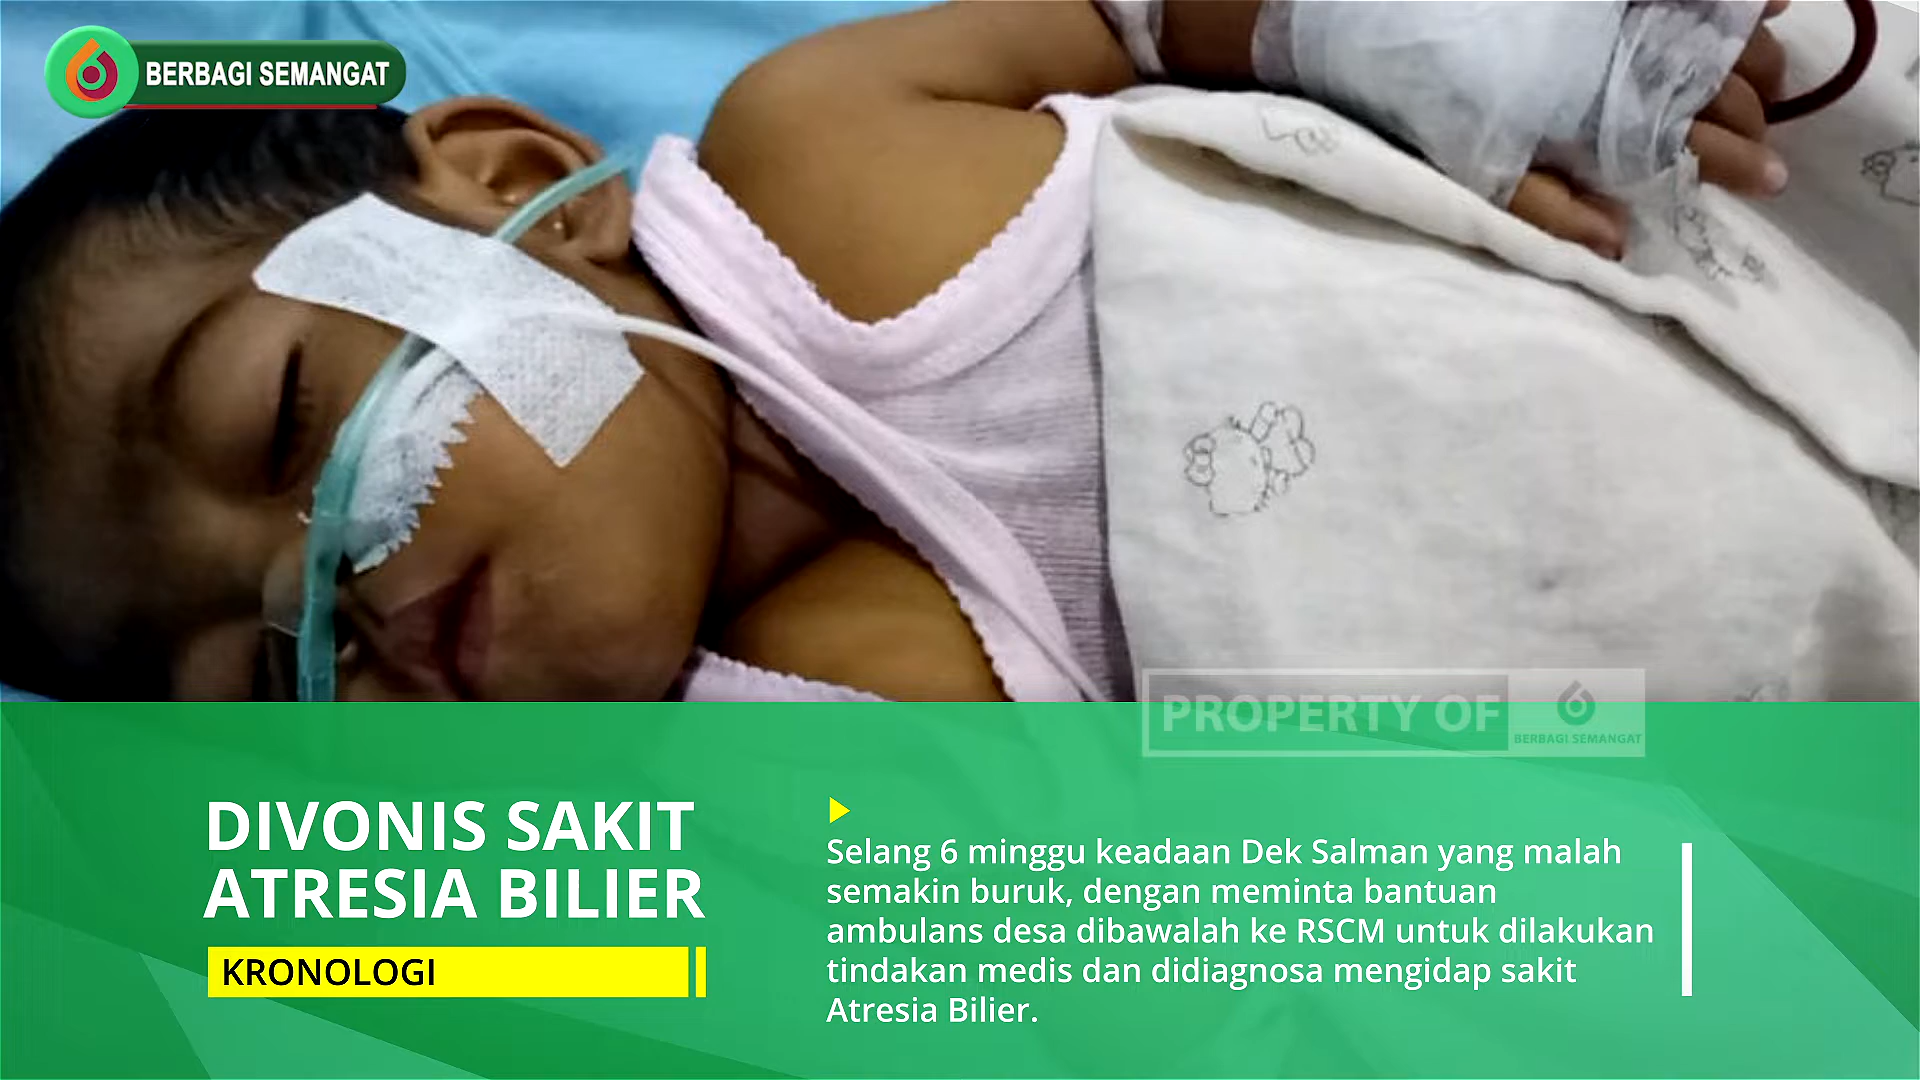 BERBAGI SEMANGAT
PROPERTY OF
BERBAGI SEMANGAT
DIVONIS SAKIT
ATRESIA BILIER
KRONOLOGI
Selang 6 minggu keadaan Dek Salman yang malah
semakin buruk, dengan meminta bantuan
ambulans desa dibawalah ke RSCM untuk dilakukan
tindakan medis dan didiagnosa mengidap sakit
Atresia Bilier.